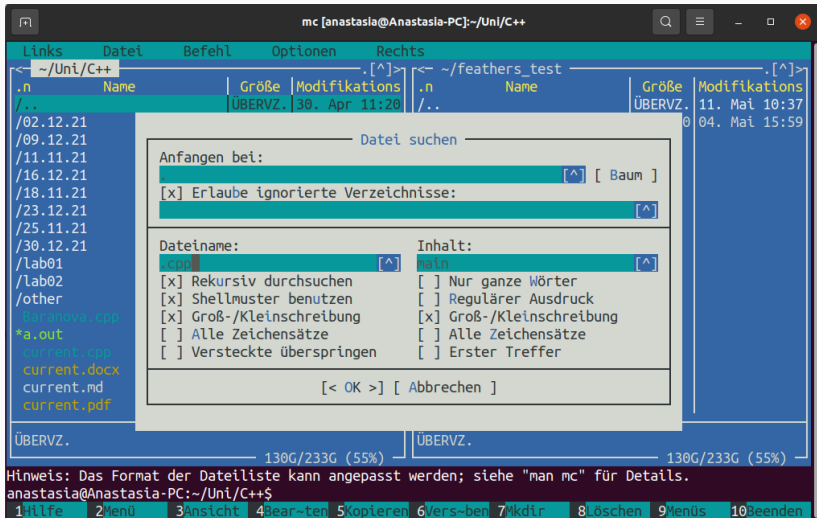 mc [anastasia@Anastasia-PC]:~/Uni/C++
Links Datei Befehl Optionen Rechts
<- ~/Uni/C++ .[^]> <- ~/feathers_test .[^]>
.n Name Größe Modifikations .n Name Größe Modifikations
/.. ÜBERVZ. 30. Apr 11:20 /.. ÜBERVZ. 11. Mai 10:37
/02.12.21 0 04. Mai 15:59
/09.12.21
/11.11.21
/16.12.21
/18.11.21
/23.12.21
/25.11.21
/30.12.21
/lab01
/lab02
/other
Baranova.cpp
*a.out
current.cpp
current.docx
current.md
current.pdf
Datei suchen
Anfangen bei:
. [^] [ Baum ]
[x] Erlaube ignorierte Verzeichnisse:
[^]
Dateiname: Inhalt:
.cpp [^] main [^]
[x] Rekursiv durchsuchen [ ] Nur ganze Wörter
[x] Shellmuster benutzen [ ] Regulärer Ausdruck
[x] Groß-/Kleinschreibung [x] Groß-/Kleinschreibung
[ ] Alle Zeichensätze [ ] Alle Zeichensätze
[ ] Versteckte überspringen [ ] Erster Treffer
[< OK >] [ Abbrechen ]
ÜBERVZ. ÜBERVZ.
130G/233G (55%) 130G/233G (55%)
Hinweis: Das Format der Dateiliste kann angepasst werden; siehe "man mc" für Details.
anastasia@Anastasia-PC:~/Uni/C++$
1Hilfe 2Menü 3Ansicht 4Bear~ten 5Kopieren 6Vers~ben 7Mkdir 8Löschen 9Menüs 10Beenden